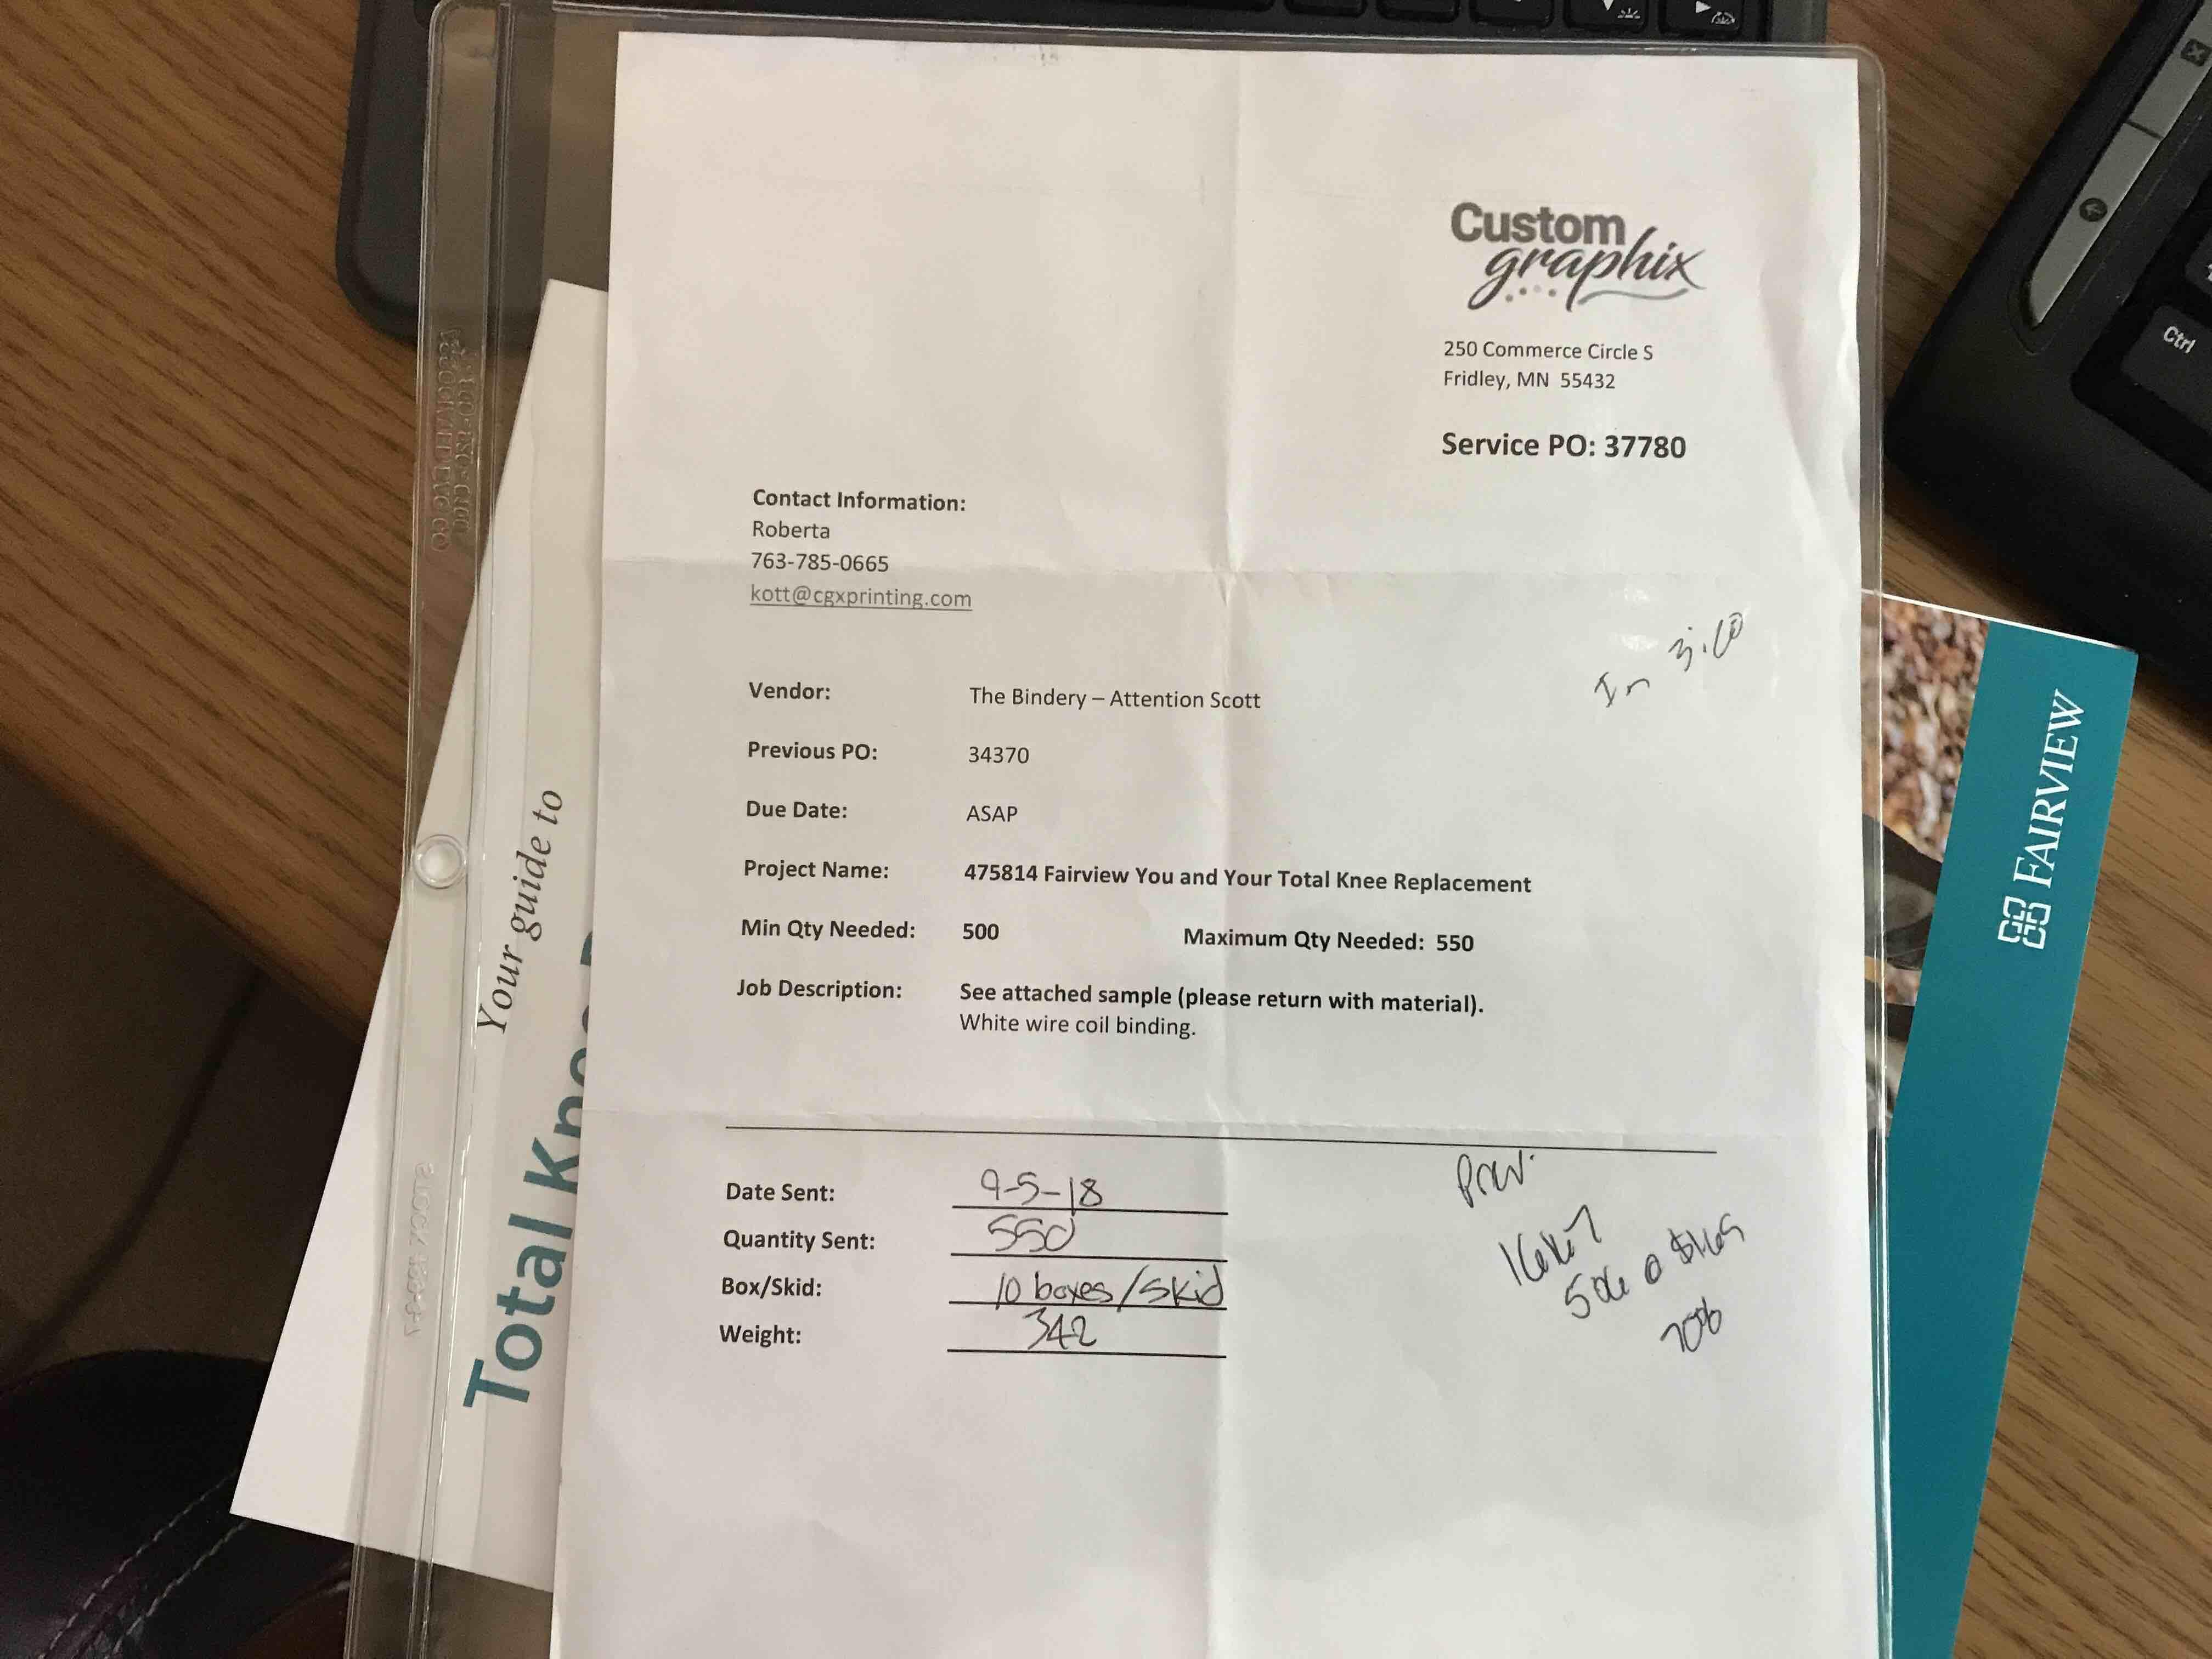 Custom
graphix
250 Commerce Circle S
Fridley, MN 55432
Service PO: 37780
Contact Information:
Roberta
763-785-0665
kott@cgxprinting.com
In 3:10
Vendor: The Bindery – Attention Scott
Previous PO: 34370
Due Date: ASAP
Project Name: 475814 Fairview You and Your Total Knee Replacement
Min Qty Needed: 500 Maximum Qty Needed: 550
Job Description: See attached sample (please return with material).
White wire coil binding.
Date Sent: 9-5-18
Quantity Sent: 550
Box/Skid: 10 boxes/skid
Weight: 342
Your guide to
Total
FAIRVIEW
Ctrl